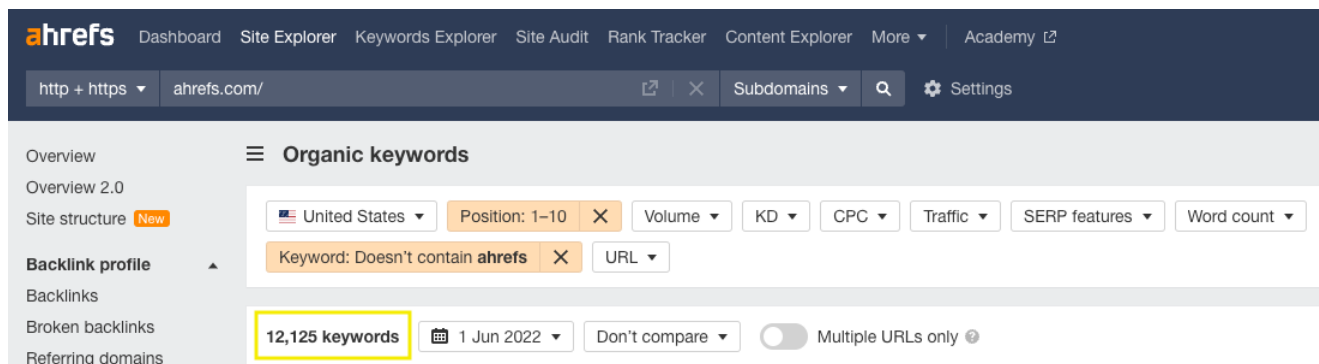 ahrefs Dashboard Site Explorer Keywords Explorer Site Audit Rank Tracker Content Explorer More Academy
http + https ahrefs.com/ Subdomains Settings
Overview
Overview 2.0
Site structure New
Backlink profile
Backlinks
Broken backlinks
Referring domains
Organic keywords
United States Position: 1–10 Volume KD CPC Traffic SERP features Word count
Keyword: Doesn't contain ahrefs URL
12,125 keywords 1 Jun 2022 Don't compare Multiple URLs only ?